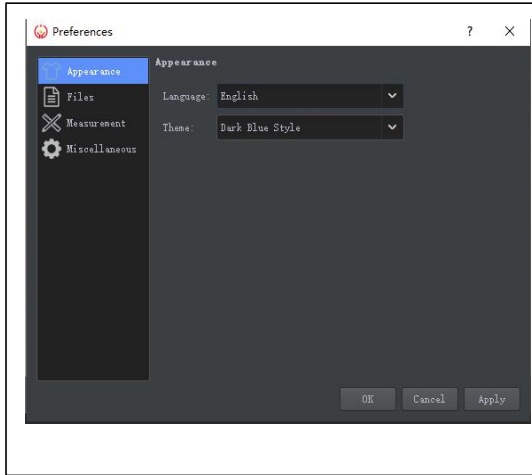 Preferences
?
Appearance
Files
Measurement
Miscellaneous
Appearance
Language: English
Theme: Dark Blue Style
OK Cancel Apply